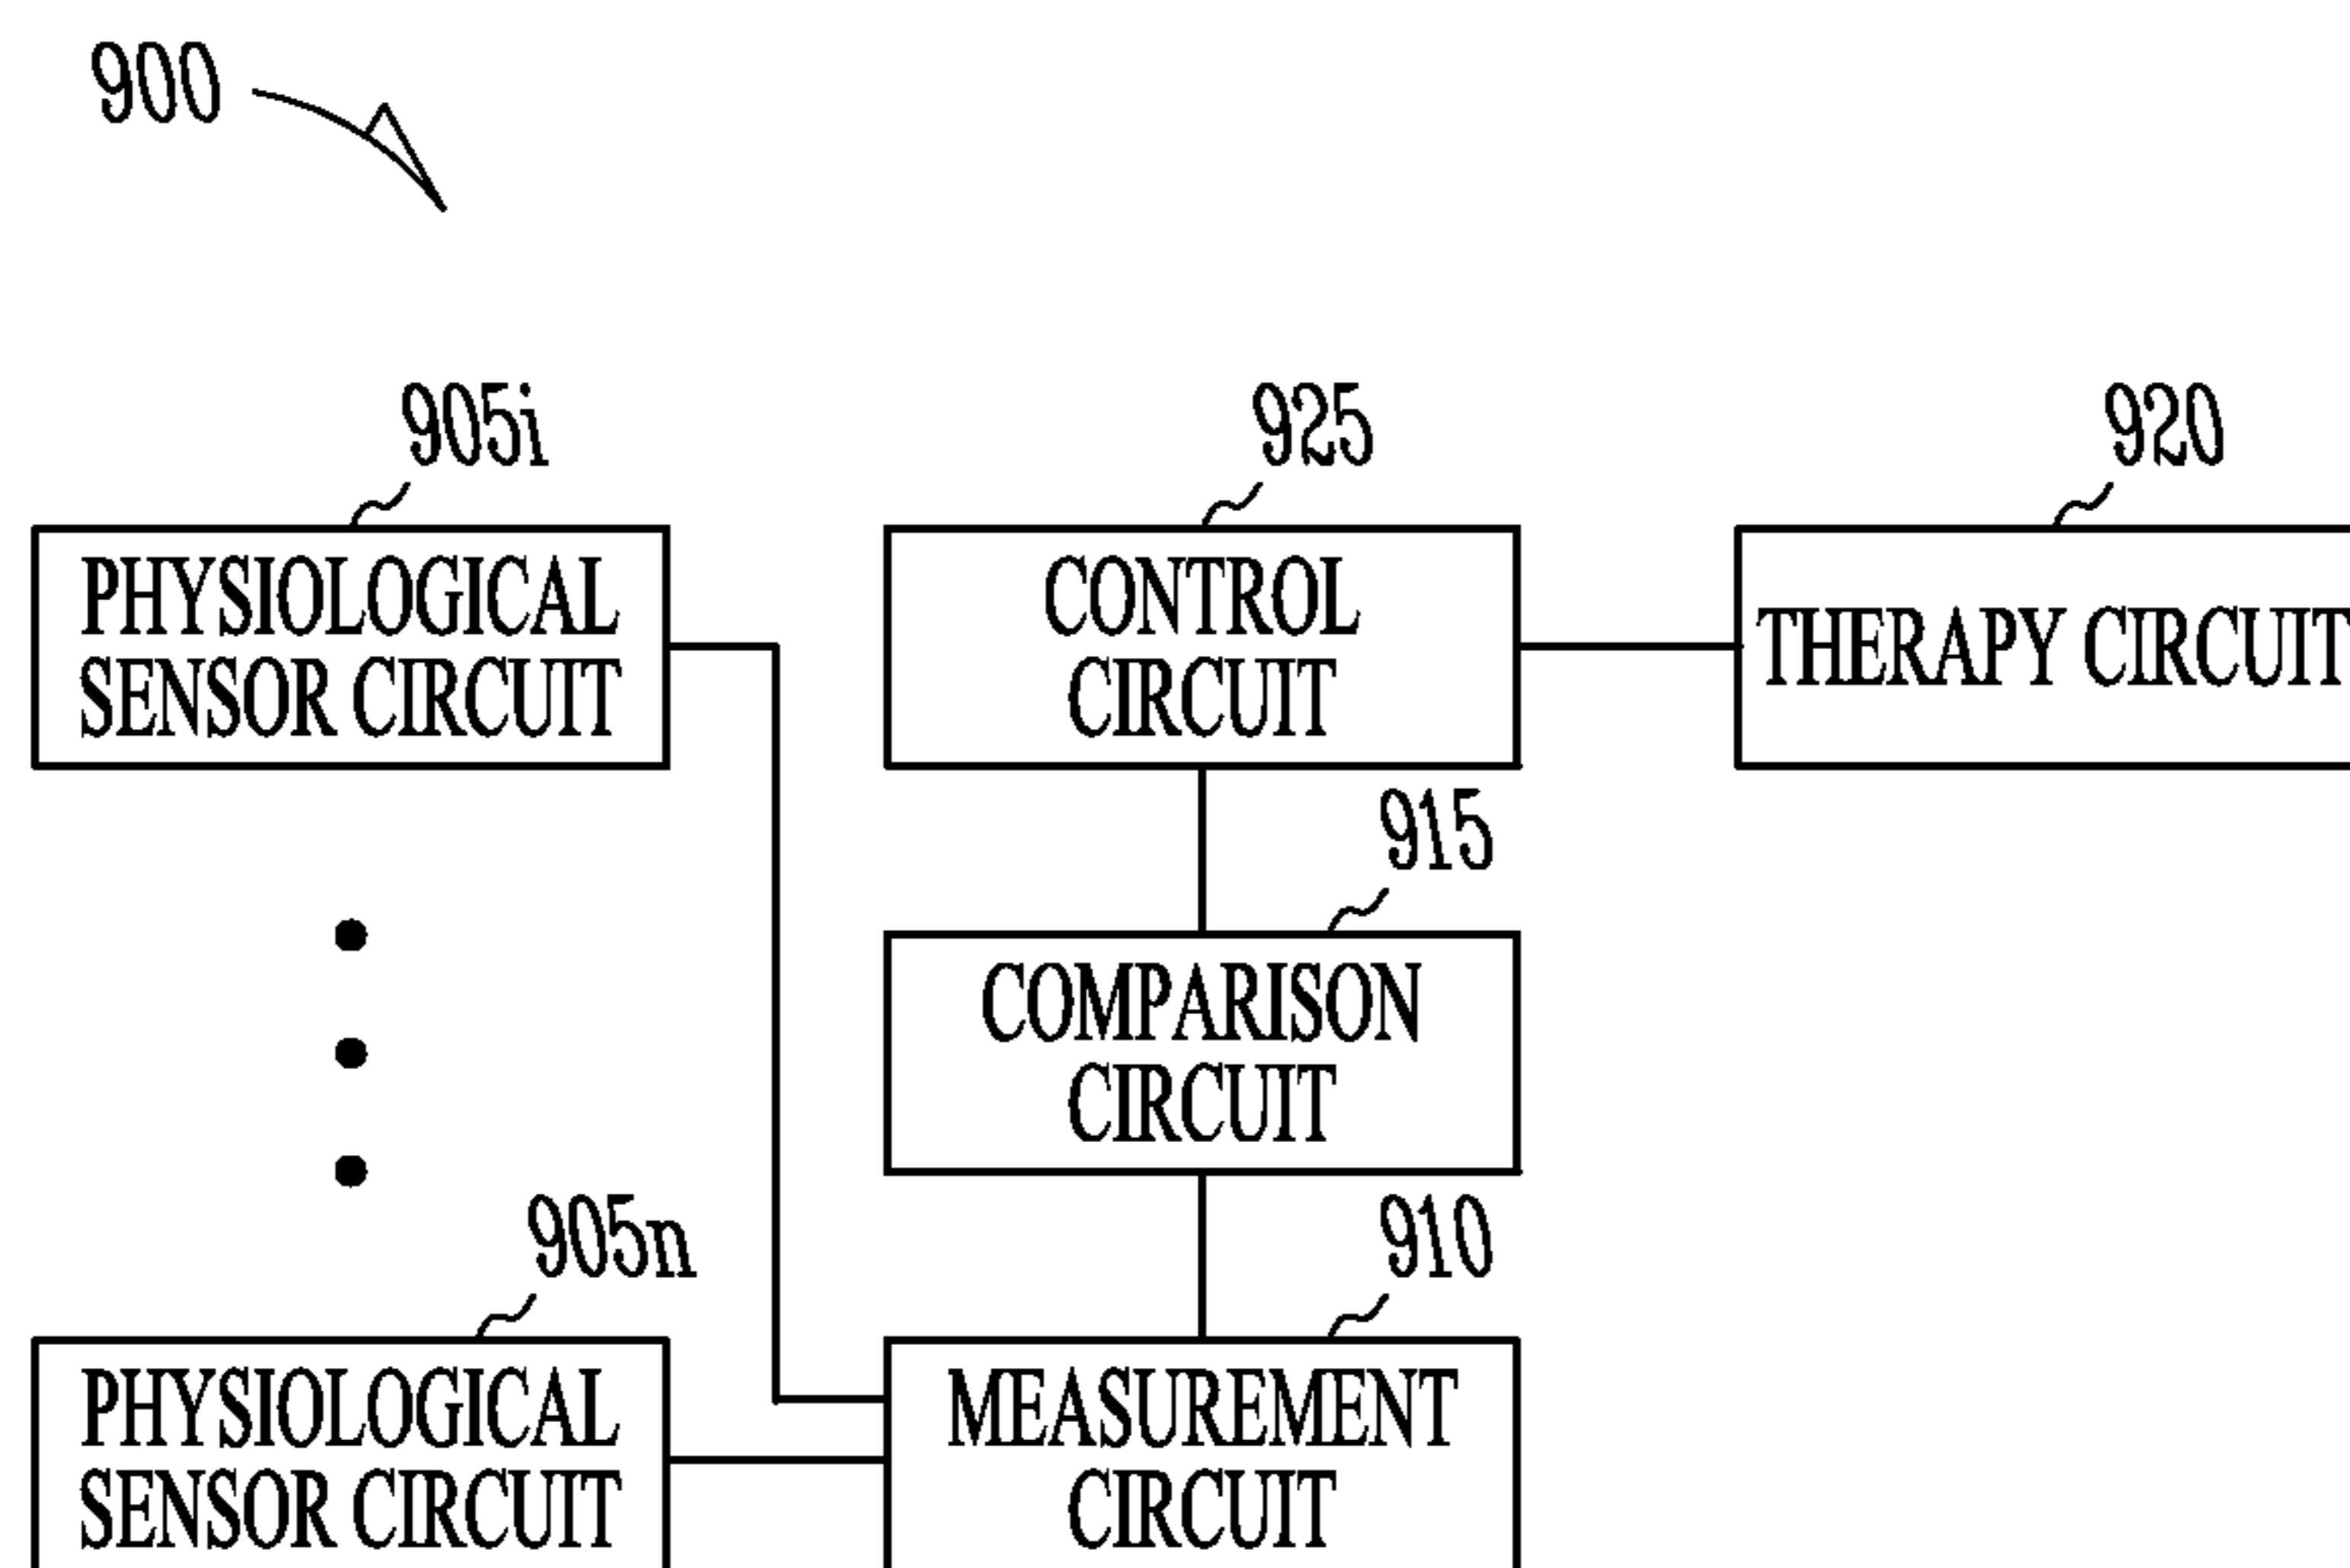 900
905i
925
920
PHYSIOLOGICAL
SENSOR CIRCUIT
CONTROL
CIRCUIT
THERAPY CIRCUIT
915
COMPARISON
CIRCUIT
905n
910
PHYSIOLOGICAL
SENSOR CIRCUIT
MEASUREMENT
CIRCUIT